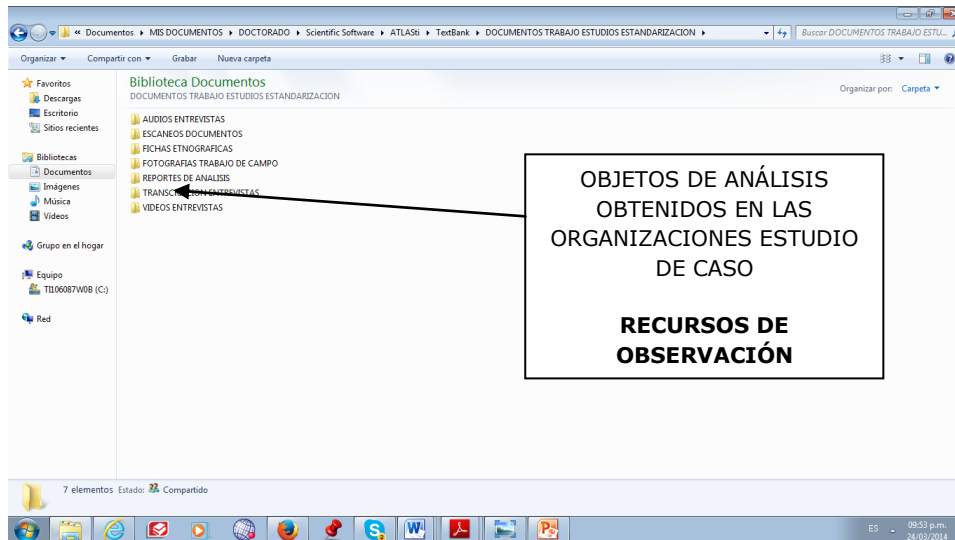 « Documentos ▸ MIS DOCUMENTOS ▸ DOCTORADO ▸ Scientific Software ▸ ATLASti ▸ TextBank ▸ DOCUMENTOS TRABAJO ESTUDIOS ESTANDARIZACION ▸
Buscar DOCUMENTOS TRABAJO ESTU...
Organizar Compartir con Grabar Nueva carpeta
Favoritos
Descargas
Escritorio
Sitios recientes
Bibliotecas
Documentos
Imágenes
Música
Vídeos
Grupo en el hogar
Equipo
TI106087W0B (C:)
Red
Biblioteca Documentos
DOCUMENTOS TRABAJO ESTUDIOS ESTANDARIZACION
Organizar por: Carpeta
AUDIOS ENTREVISTAS
ESCANEOS DOCUMENTOS
FICHAS ETNOGRAFICAS
FOTOGRAFIAS TRABAJO DE CAMPO
REPORTES DE ANALISIS
ENTREVISTAS
VIDEOS ENTREVISTAS
OBJETOS DE ANÁLISIS
OBTENIDOS EN LAS
ORGANIZACIONES ESTUDIO
DE CASO
RECURSOS DE
OBSERVACIÓN
7 elementos Estado: Compartido
ES
09:53 p.m.
24/03/2014